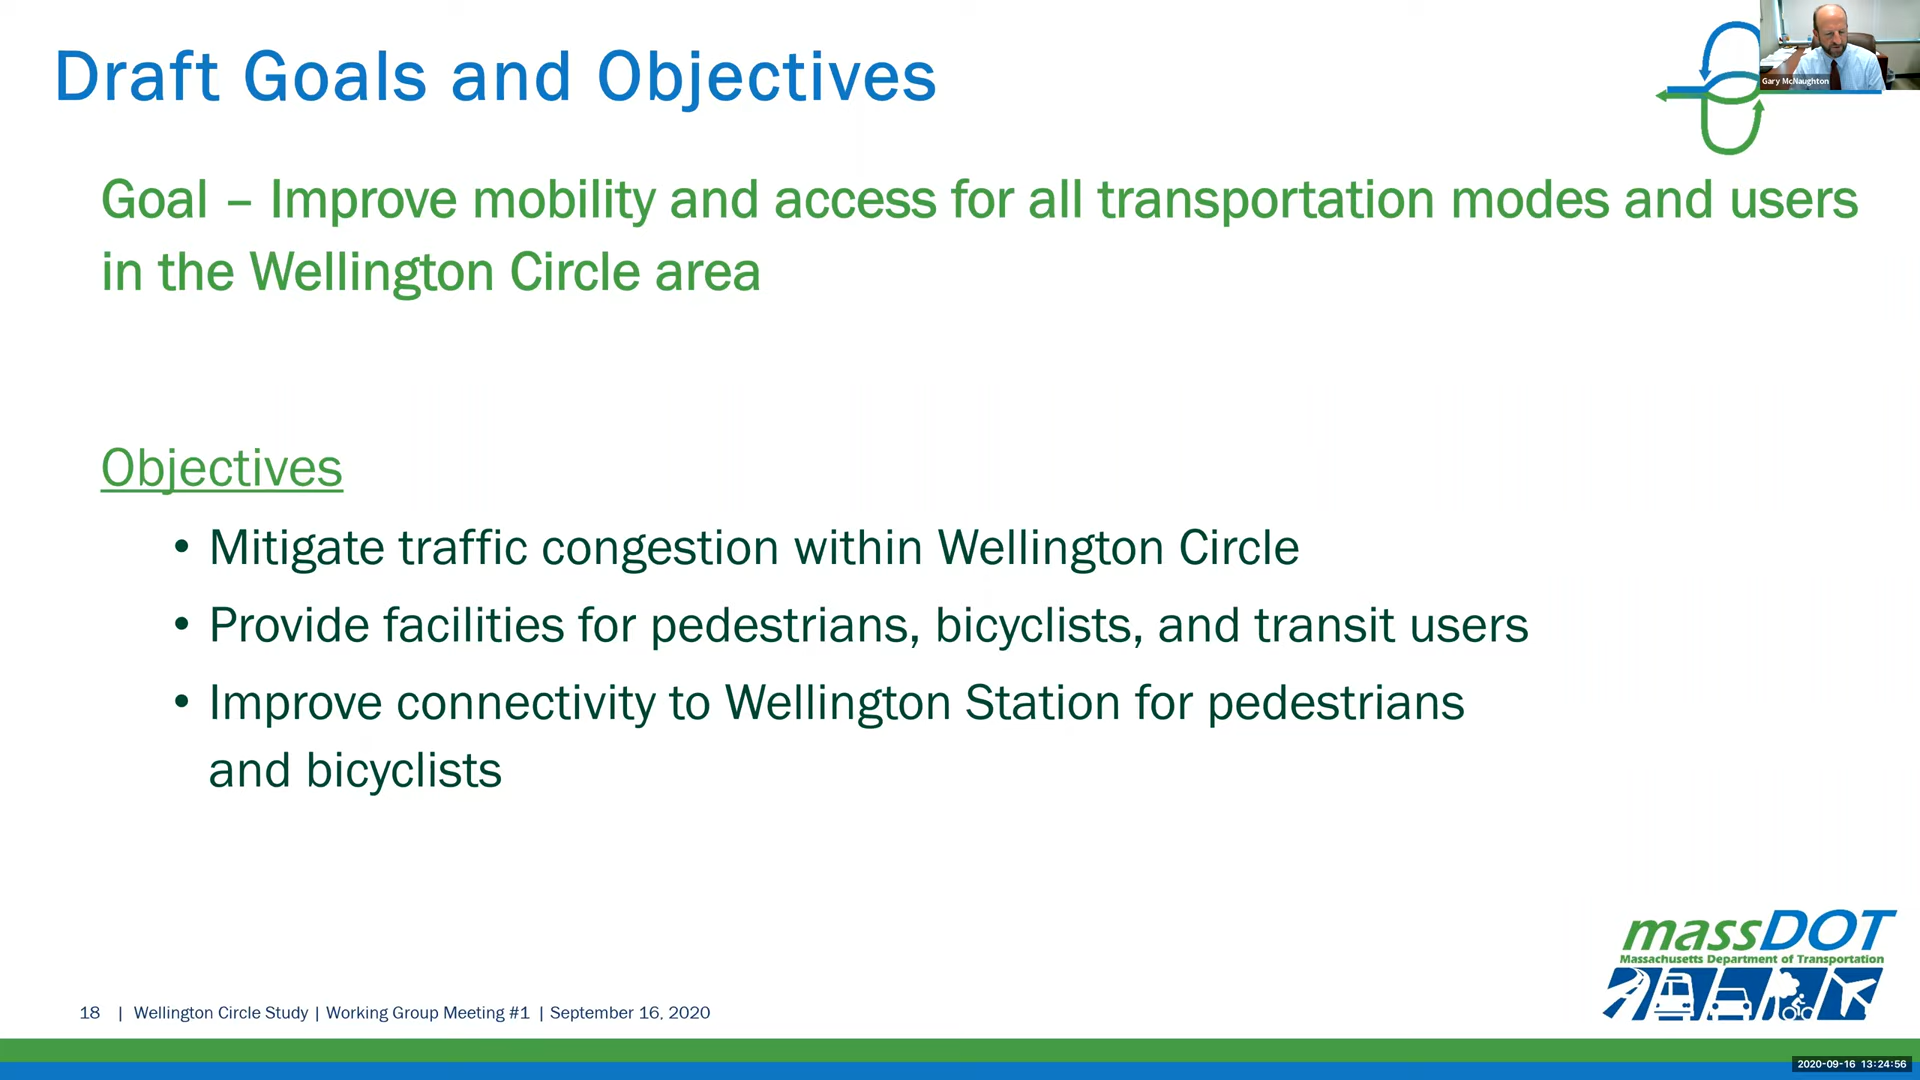 Draft Goals and Objectives
Gary McNaughton
Goal – Improve mobility and access for all transportation modes and users
in the Wellington Circle area
Objectives
• Mitigate traffic congestion within Wellington Circle
• Provide facilities for pedestrians, bicyclists, and transit users
• Improve connectivity to Wellington Station for pedestrians
and bicyclists
massDOT
Massachusetts Department of Transportation
18 | Wellington Circle Study | Working Group Meeting #1 | September 16, 2020
2020-09-16 13:24:56